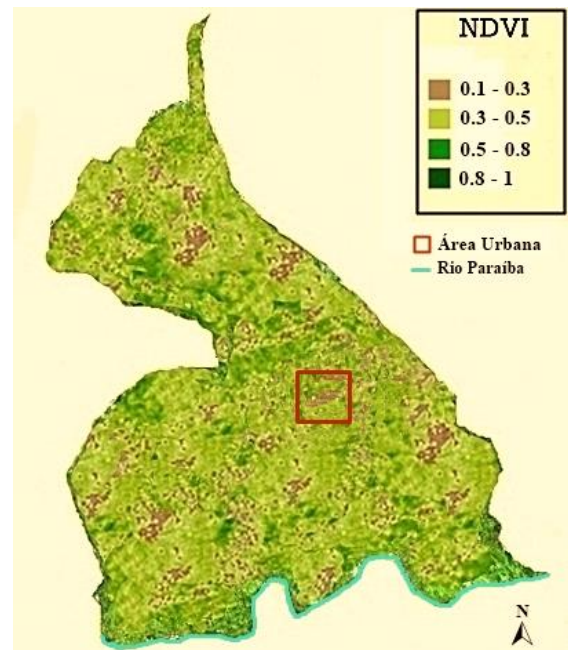 NDVI
0.1 - 0.3
0.3 - 0.5
0.5 - 0.8
0.8 - 1
Área Urbana
Rio Paraíba
N